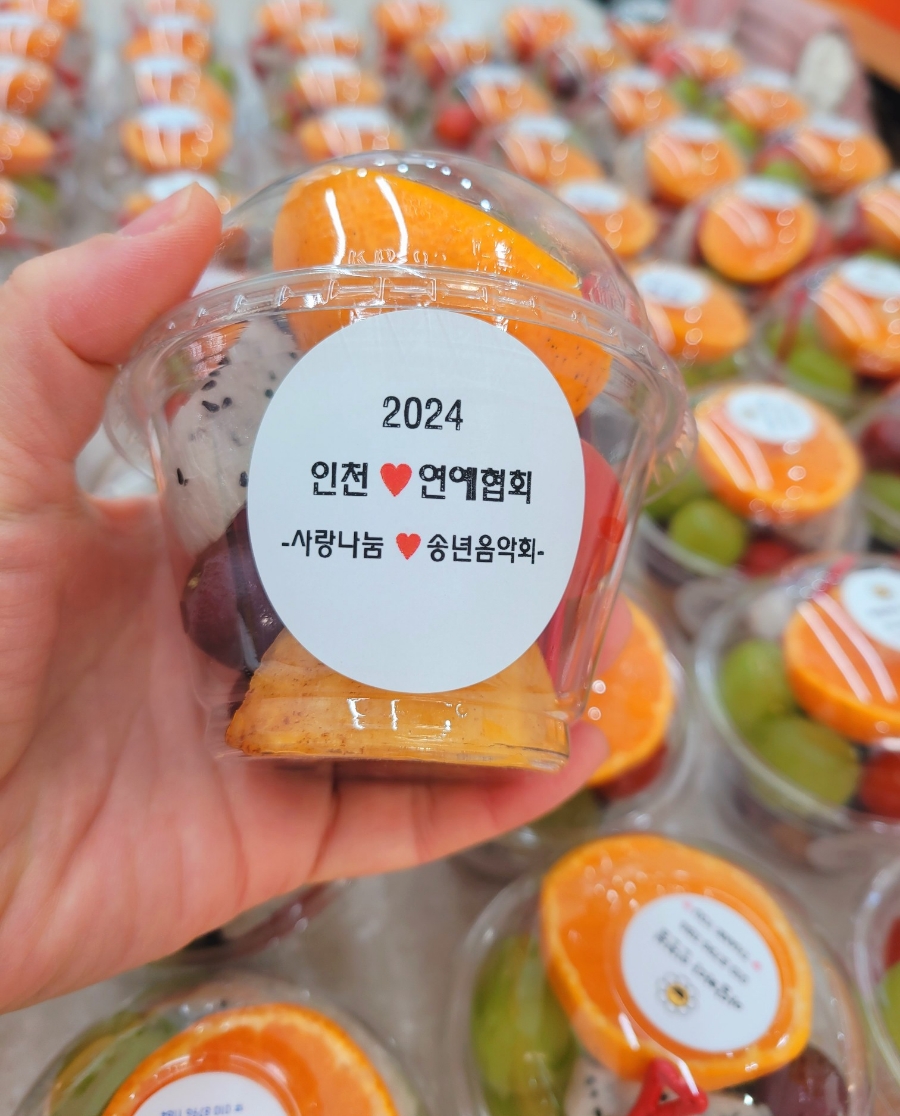 2024
인천 ♥ 연예협회
-사랑나눔 ♥ 송년음악회-